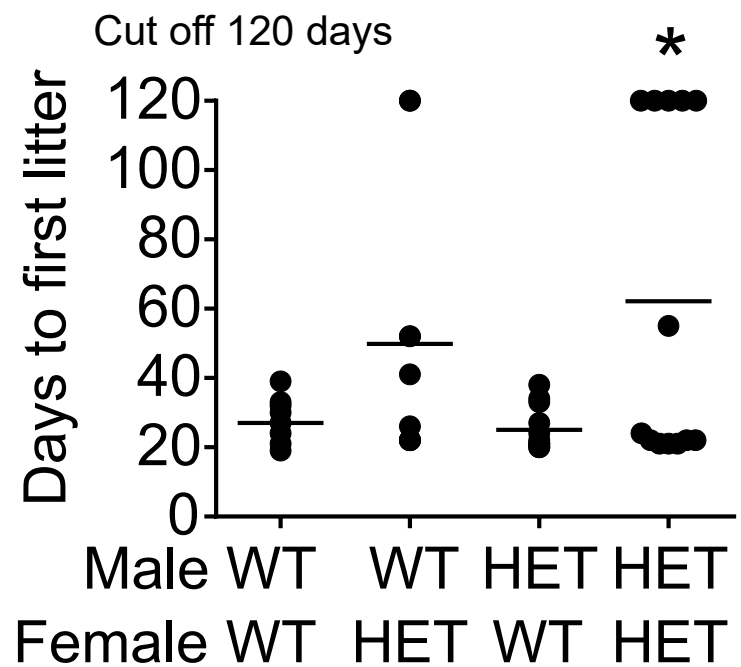 Cut off 120 days
*
Days to first litter
120
100
80
60
40
20
0
Male WT WT HET HET
Female WT HET WT HET